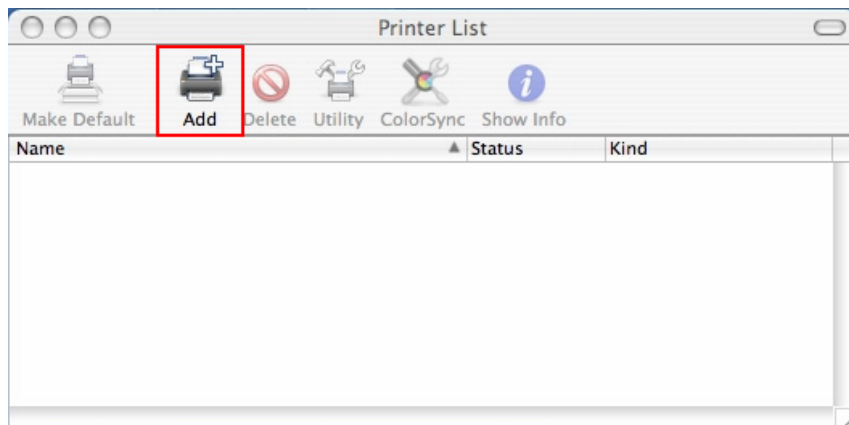 Printer List
Make Default Add Delete Utility ColorSync Show Info
Name Status Kind